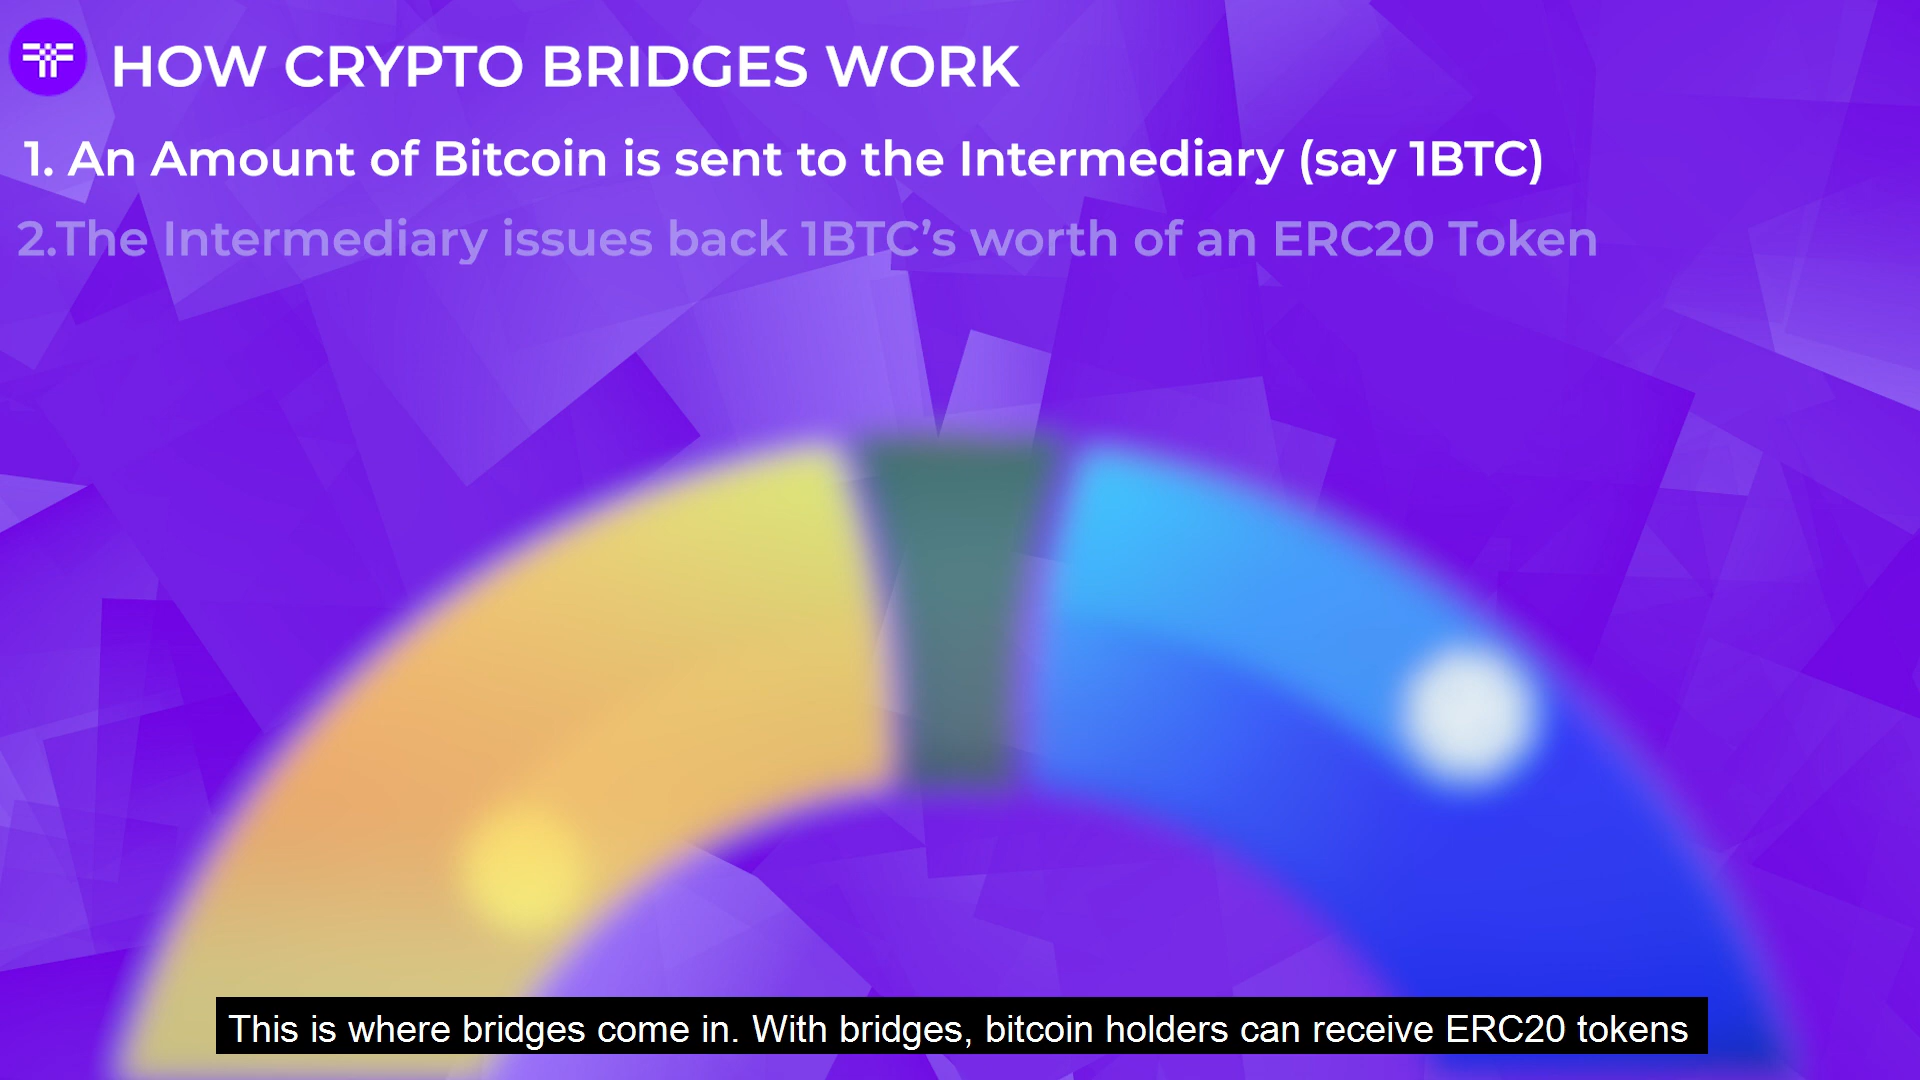 HOW CRYPTO BRIDGES WORK
1. An Amount of Bitcoin is sent to the Intermediary (say 1BTC)
2.The Intermediary issues back 1BTC’s worth of an ERC20 Token
This is where bridges come in. With bridges, bitcoin holders can receive ERC20 tokens